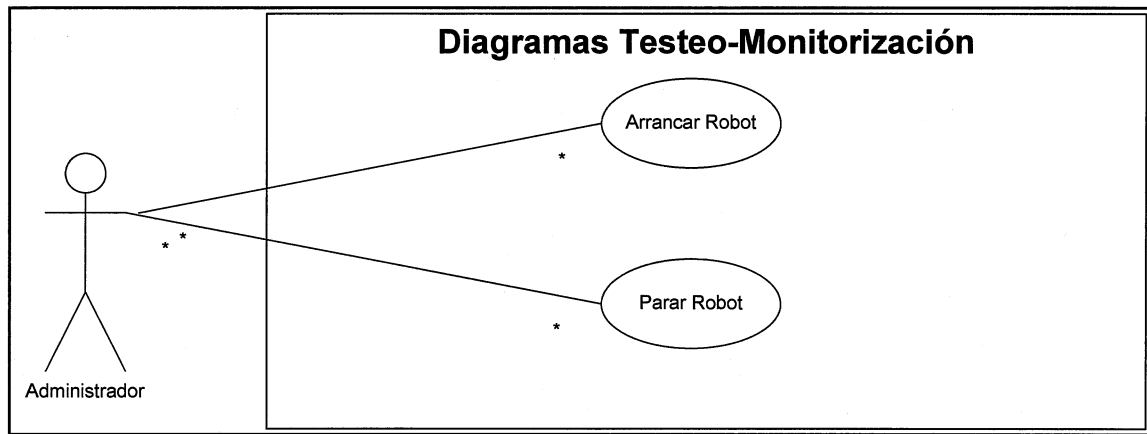 Diagramas Testeo-Monitorización
Arrancar Robot
*
* *
Parar Robot
*
Administrador